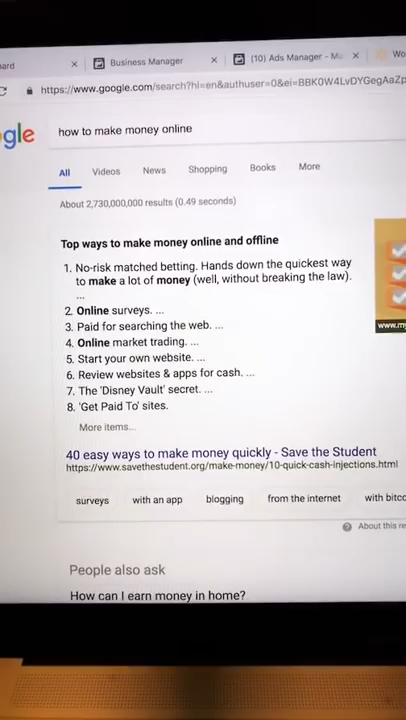 ard
Business Manager
(10) Ads Manager - M
Wo
https://www.google.com/search?hl=en&authuser=0&ei=BBK0W4LvDYGegAaZp
gle
how to make money online
All Videos News Shopping Books More
About 2,730,000,000 results (0.49 seconds)
Top ways to make money online and offline
1. No-risk matched betting. Hands down the quickest way
to make a lot of money (well, without breaking the law).
...
2. Online surveys. ...
3. Paid for searching the web. ...
4. Online market trading. ...
5. Start your own website. ...
6. Review websites & apps for cash. ...
7. The 'Disney Vault' secret. ...
8. 'Get Paid To' sites.
More items...
www.my
40 easy ways to make money quickly - Save the Student
https://www.savethestudent.org/make-money/10-quick-cash-injections.html
surveys with an app blogging from the internet with bitco
About this re
People also ask
How can I earn money in home?